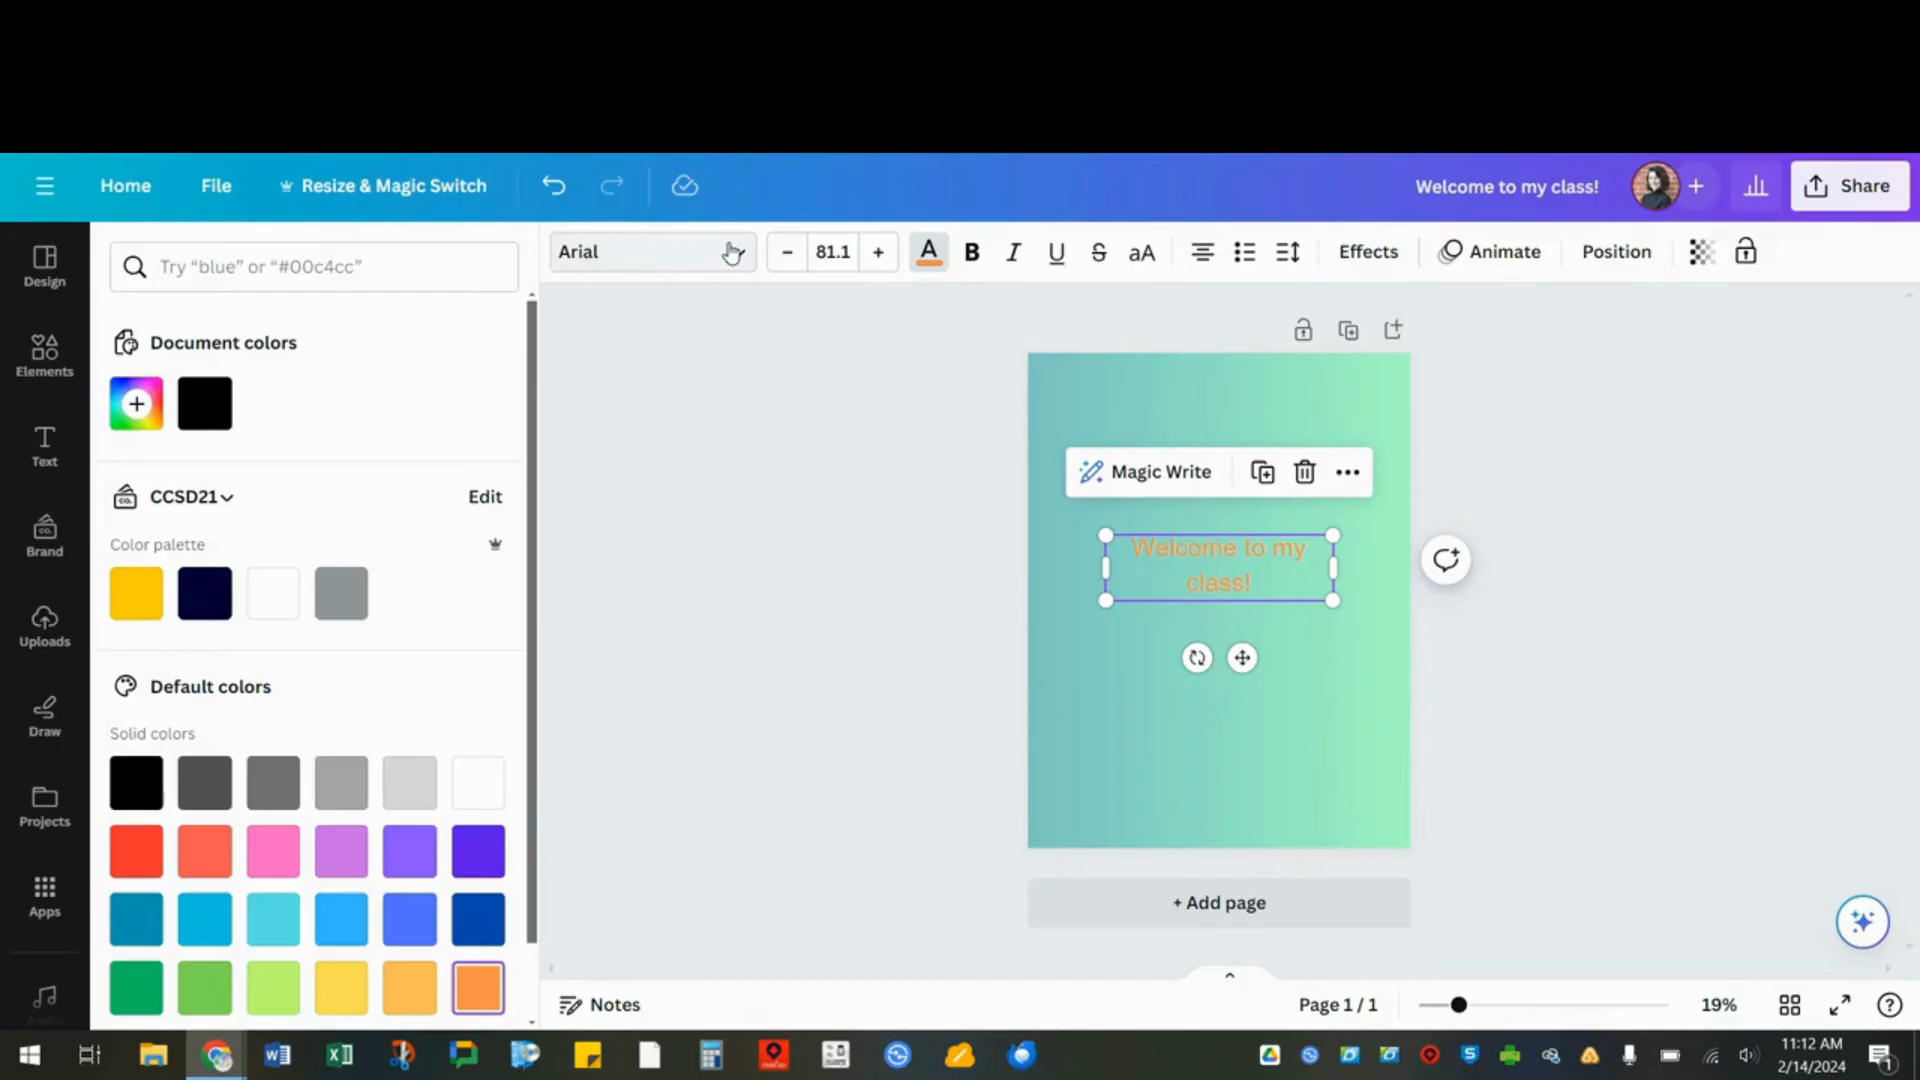 Home File Resize & Magic Switch Welcome to my class! Share
Arial 81.1 A B I U S aA Effects Animate Position
Design
Elements
Text
Brand
Uploads
Draw
Projects
Apps
Audio
Try “blue” or “#00c4cc”
Document colors
CCSD21 Edit
Color palette
Default colors
Solid colors
Magic Write
Welcome to my
class!
+ Add page
Notes Page 1 / 1 19%
11:12 AM
2/14/2024